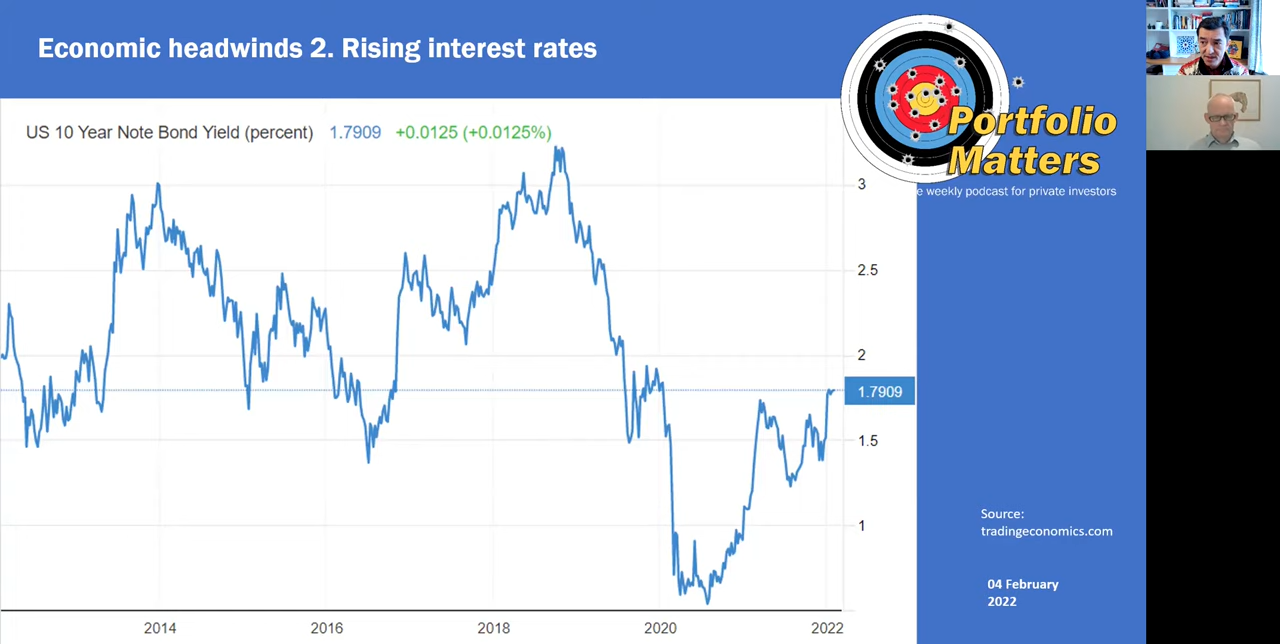 Economic headwinds 2. Rising interest rates
Portfolio
Matters
e weekly podcast for private investors
US 10 Year Note Bond Yield (percent) 1.7909 +0.0125 (+0.0125%)
3
2.5
2
1.7909
1.5
1
2014 2016 2018 2020 2022
Source:
tradingeconomics.com
04 February
2022